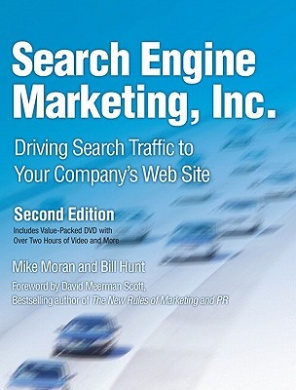 Search Engine
Marketing, Inc.
Driving Search Traffic to
Your Company's Web Site
Second Edition
Includes Value-Packed DVD with
Over Two Hours of Video and More
Mike Moran and Bill Hunt
Foreword by David Meerman Scott,
Bestselling author of The New Rules of Marketing and PR